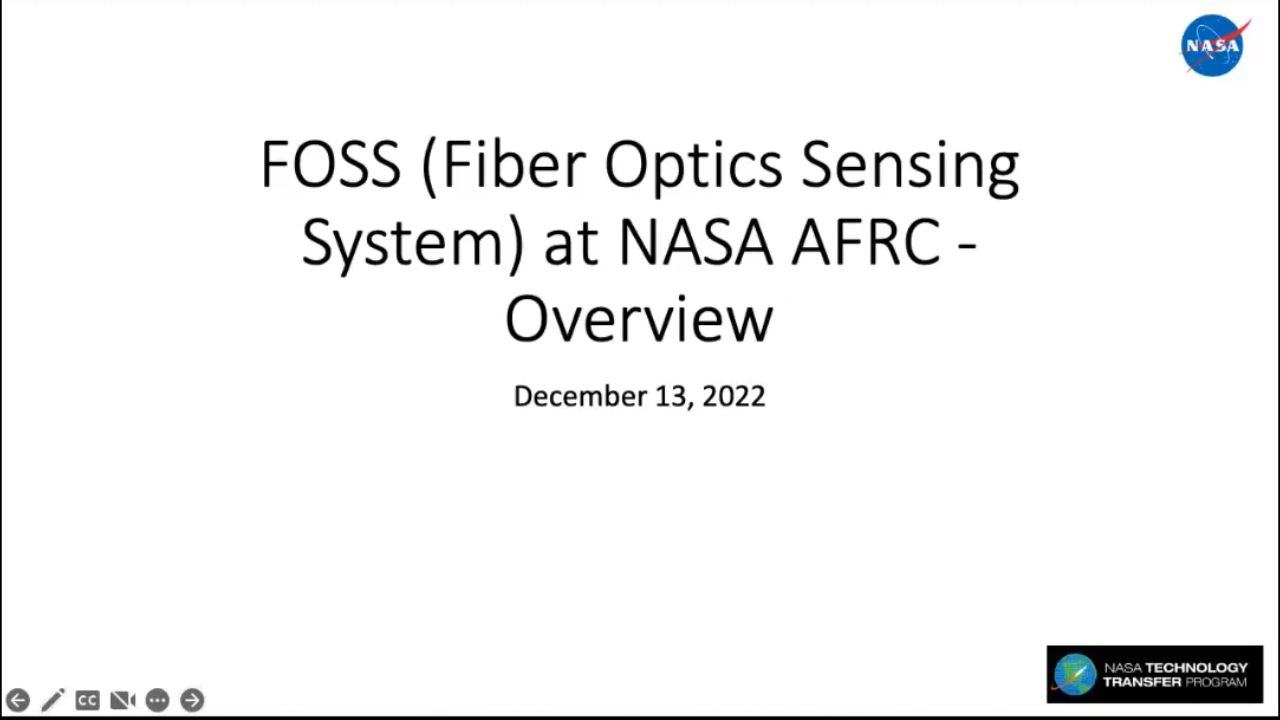 NASA
FOSS (Fiber Optics Sensing
System) at NASA AFRC -
Overview
December 13, 2022
CC
NASA TECHNOLOGY
TRANSFER PROGRAM